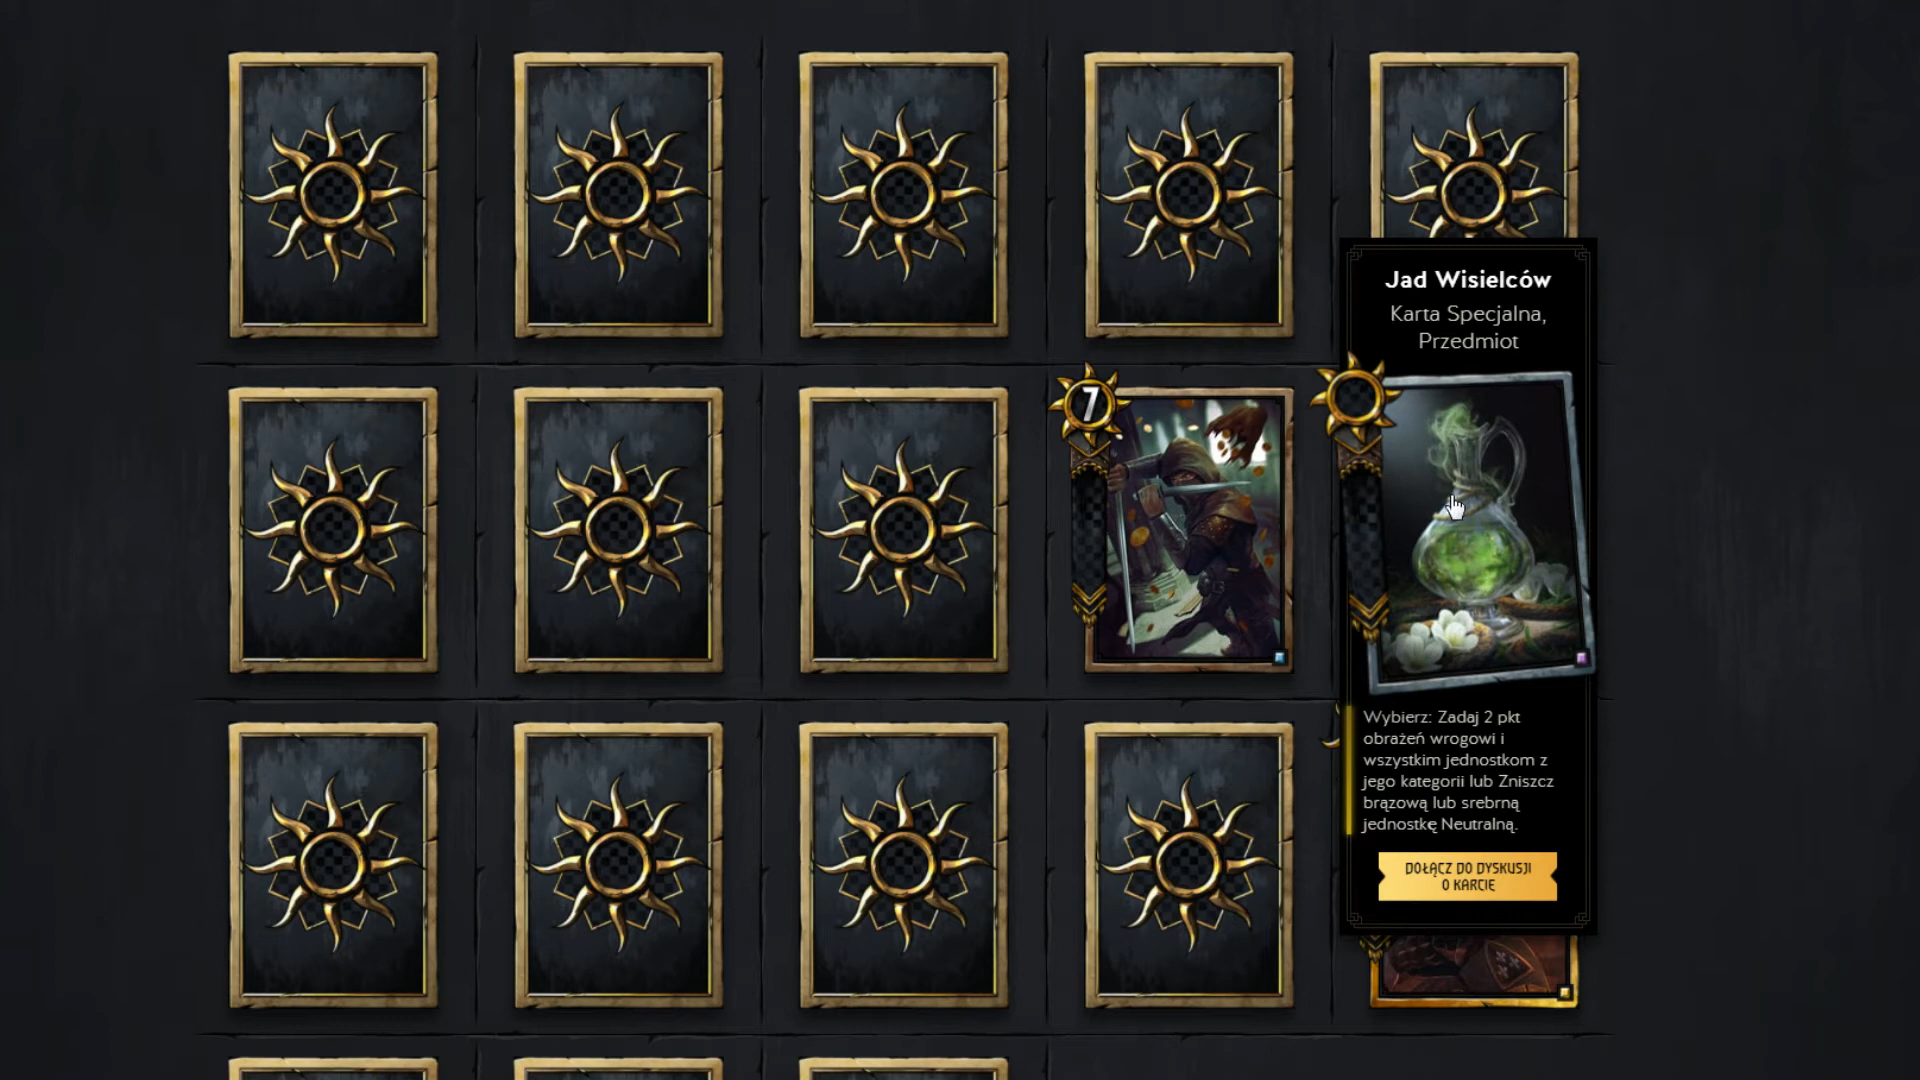 Jad Wisielców
Karta Specjalna,
Przedmiot
7
Wybierz: Zadaj 2 pkt
obrażeń wrogowi i
wszystkim jednostkom z
jego kategorii lub Zniszcz
brązową lub srebrną
jednostkę Neutralną.
DOŁĄCZ DO DYSKUSJI
O KARCIE